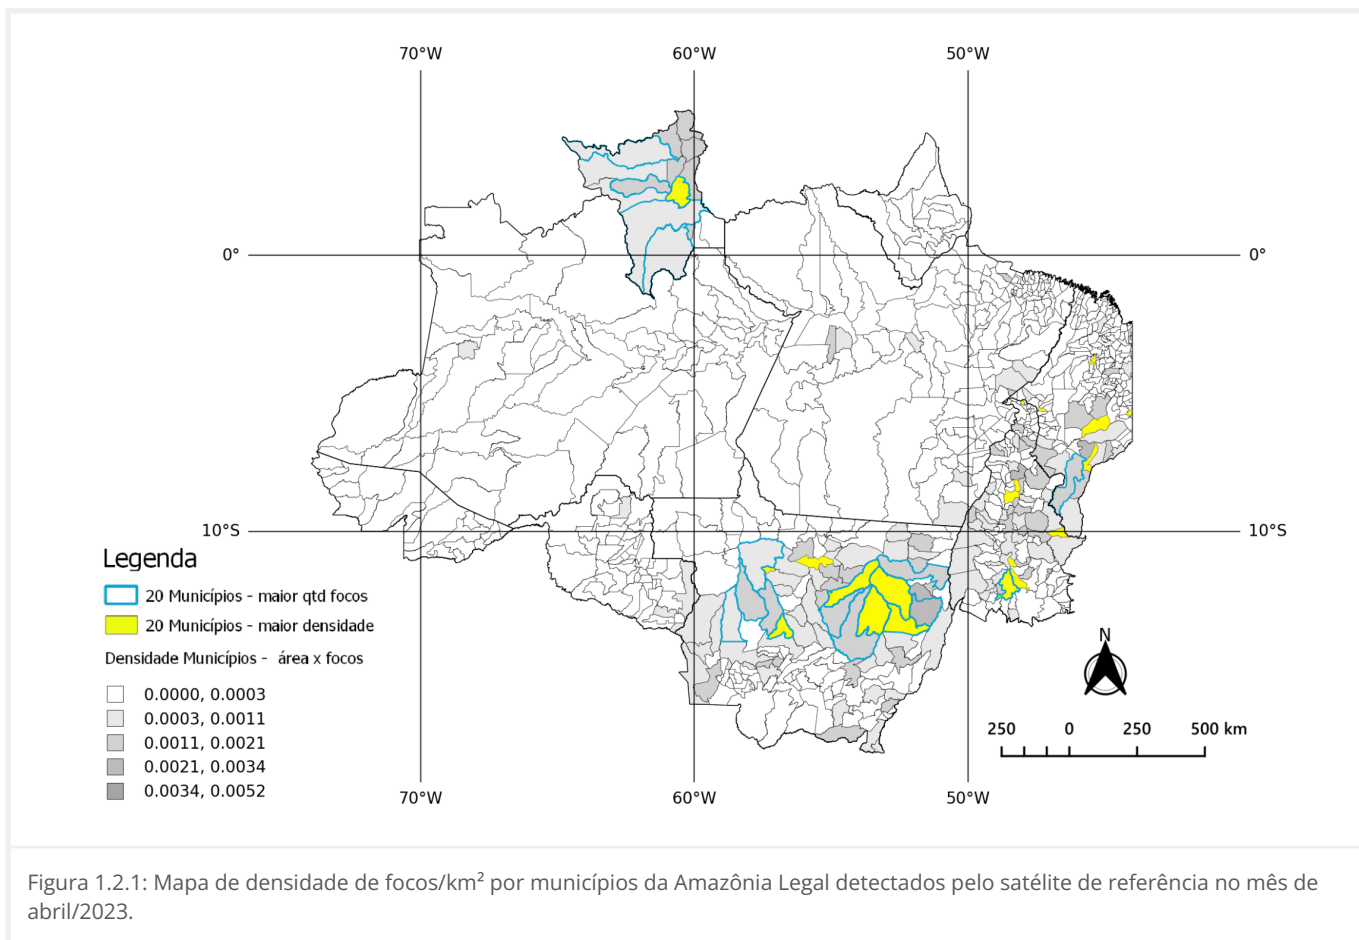 70°W 60°W 50°W
0° 0°
10°S 10°S
Legenda
20 Municípios - maior qtd focos
20 Municípios - maior densidade
Densidade Municípios - área x focos
0.0000, 0.0003
0.0003, 0.0011
0.0011, 0.0021
0.0021, 0.0034
0.0034, 0.0052
N
250 0 250 500 km
70°W 60°W 50°W
Figura 1.2.1: Mapa de densidade de focos/km² por municípios da Amazônia Legal detectados pelo satélite de referência no mês de
abril/2023.